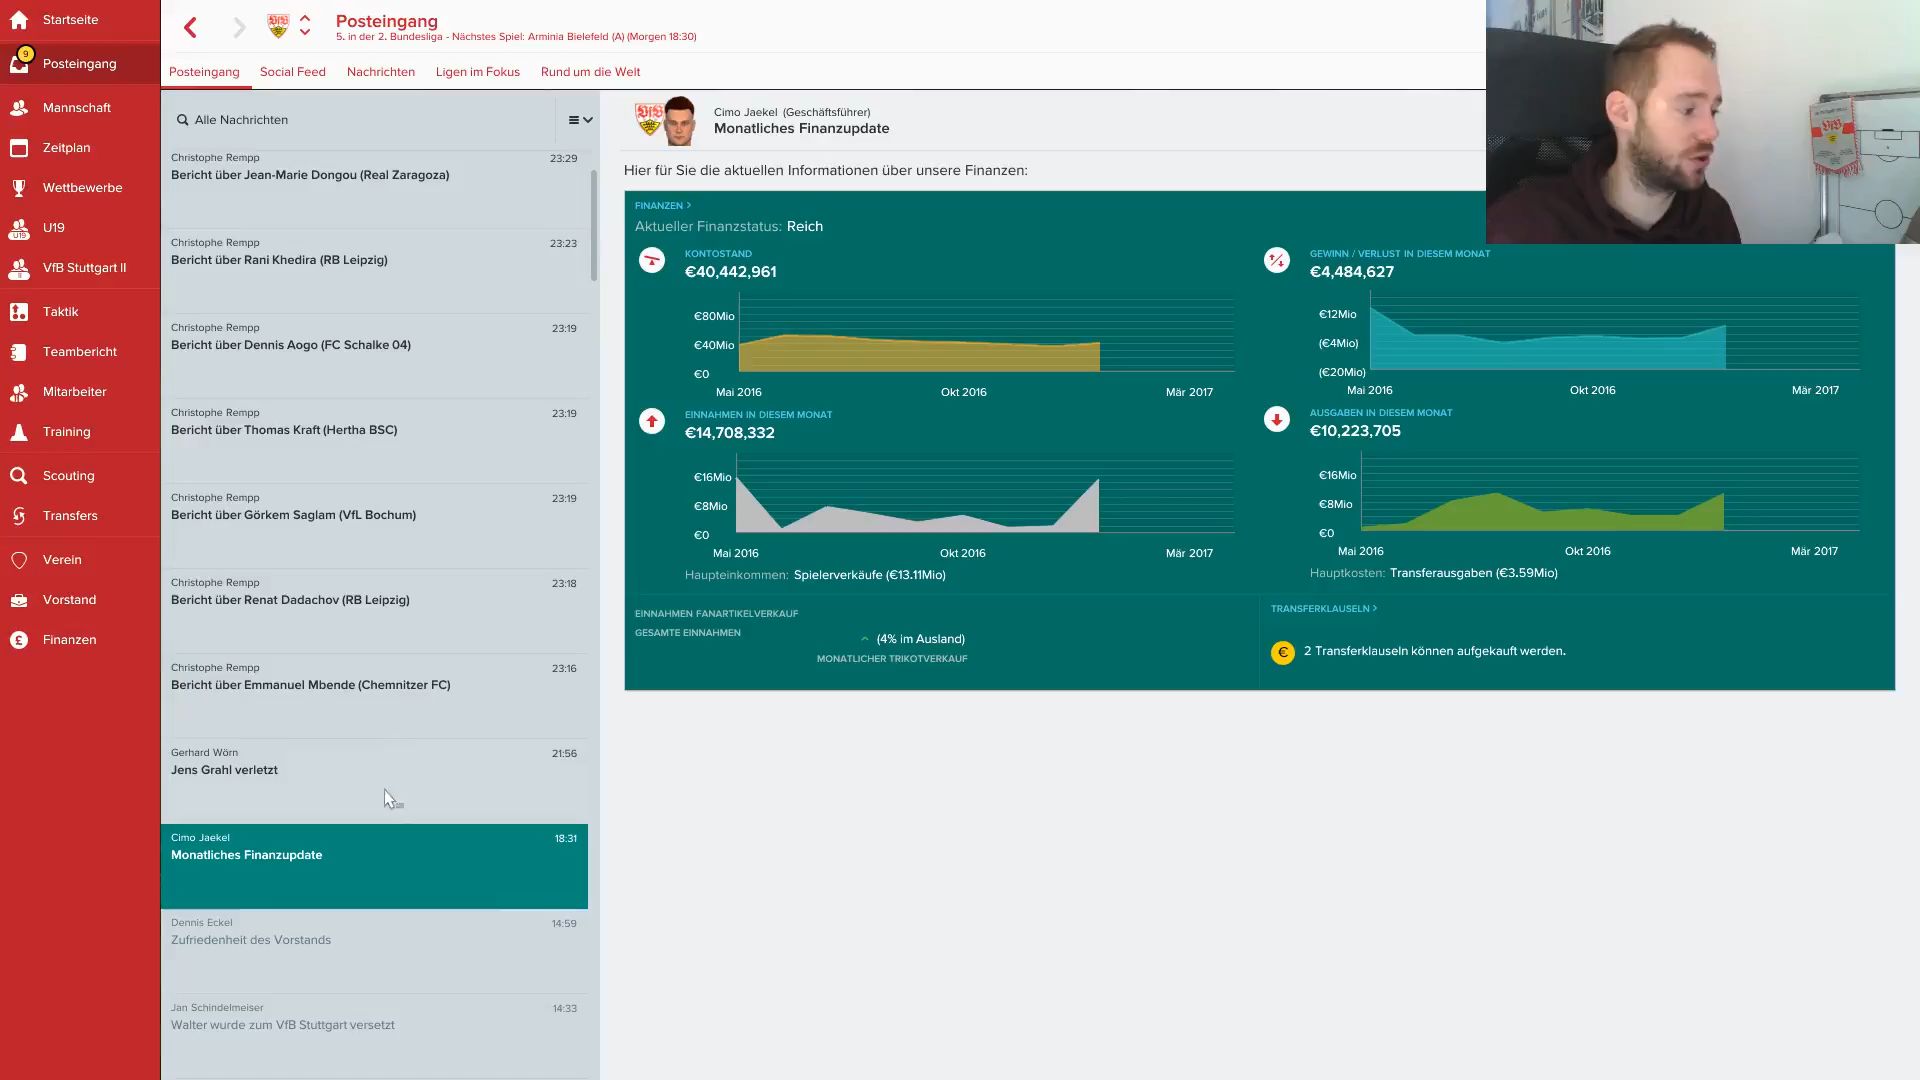 Startseite
9
Posteingang
Mannschaft
Zeitplan
Wettbewerbe
U19
VfB Stuttgart II
Taktik
Teambericht
Mitarbeiter
Training
Scouting
Transfers
Verein
Vorstand
Finanzen
Posteingang
5. in der 2. Bundesliga - Nächstes Spiel: Arminia Bielefeld (A) (Morgen 18:30)
Posteingang Social Feed Nachrichten Ligen im Fokus Rund um die Welt
Alle Nachrichten
Christophe Rempp 23:29
Bericht über Jean-Marie Dongou (Real Zaragoza)
Christophe Rempp 23:23
Bericht über Rani Khedira (RB Leipzig)
Christophe Rempp 23:19
Bericht über Dennis Aogo (FC Schalke 04)
Christophe Rempp 23:19
Bericht über Thomas Kraft (Hertha BSC)
Christophe Rempp 23:19
Bericht über Görkem Saglam (VfL Bochum)
Christophe Rempp 23:18
Bericht über Renat Dadachov (RB Leipzig)
Christophe Rempp 23:16
Bericht über Emmanuel Mbende (Chemnitzer FC)
Gerhard Wörn 21:56
Jens Grahl verletzt
Cimo Jaekel 18:31
Monatliches Finanzupdate
Dennis Eckel 14:59
Zufriedenheit des Vorstands
Jan Schindelmeiser 14:33
Walter wurde zum VfB Stuttgart versetzt
Cimo Jaekel (Geschäftsführer)
Monatliches Finanzupdate
Hier für Sie die aktuellen Informationen über unsere Finanzen:
FINANZEN >
Aktueller Finanzstatus: Reich
KONTOSTAND
€40,442,961
€80Mio
€40Mio
€0
Mai 2016 Okt 2016 Mär 2017
GEWINN / VERLUST IN DIESEM MONAT
€4,484,627
€12Mio
(€4Mio)
(€20Mio)
Mai 2016 Okt 2016 Mär 2017
EINNAHMEN IN DIESEM MONAT
€14,708,332
€16Mio
€8Mio
€0
Mai 2016 Okt 2016 Mär 2017
Haupteinkommen: Spielerverkäufe (€13.11Mio)
AUSGABEN IN DIESEM MONAT
€10,223,705
€16Mio
€8Mio
€0
Mai 2016 Okt 2016 Mär 2017
Hauptkosten: Transferausgaben (€3.59Mio)
EINNAHMEN FANARTIKELVERKAUF
GESAMTE EINNAHMEN
(4% im Ausland)
MONATLICHER TRIKOTVERKAUF
TRANSFERKLAUSELN >
2 Transferklauseln können aufgekauft werden.